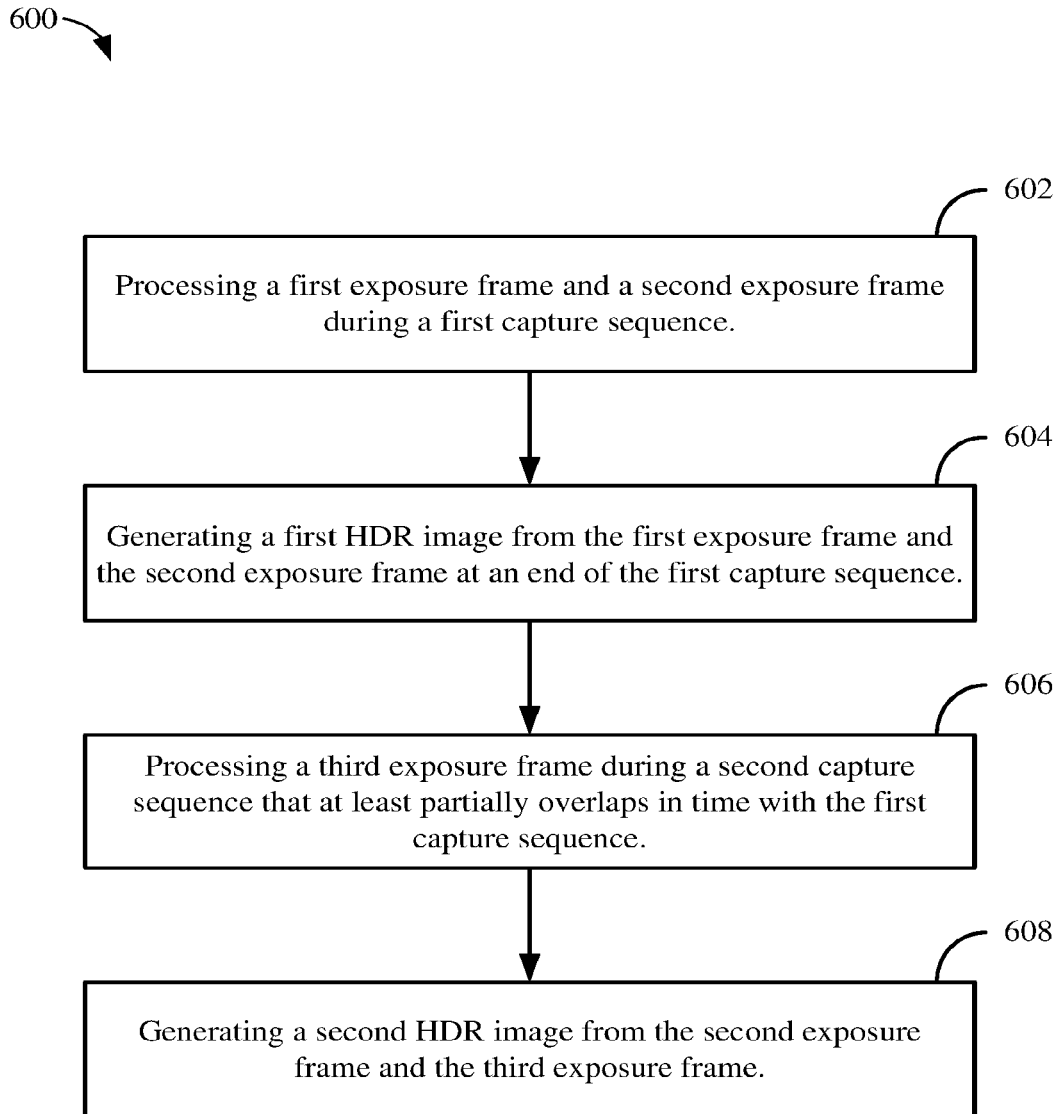 600
602
Processing a first exposure frame and a second exposure frame
during a first capture sequence.
604
Generating a first HDR image from the first exposure frame and
the second exposure frame at an end of the first capture sequence.
606
Processing a third exposure frame during a second capture
sequence that at least partially overlaps in time with the first
capture sequence.
608
Generating a second HDR image from the second exposure
frame and the third exposure frame.